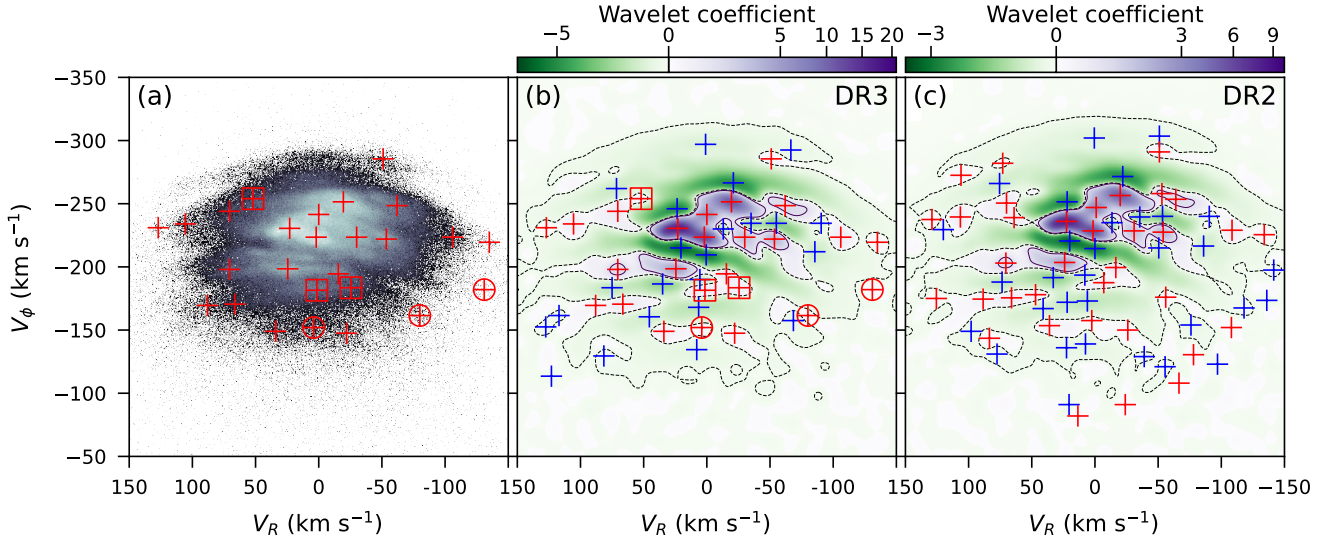 Wavelet coefficient Wavelet coefficient
−5 0 5 10 15 20 −3 0 3 6 9
(a) (b) DR3 (c) DR2
−350
−300
−250
−200
−150
−100
−50
V_ϕ (km s⁻¹)
150 100 50 0 -50 -100 150 100 50 0 -50 -100 150 100 50 0 −50 −100 −150
V_R (km s⁻¹) V_R (km s⁻¹) V_R (km s⁻¹)